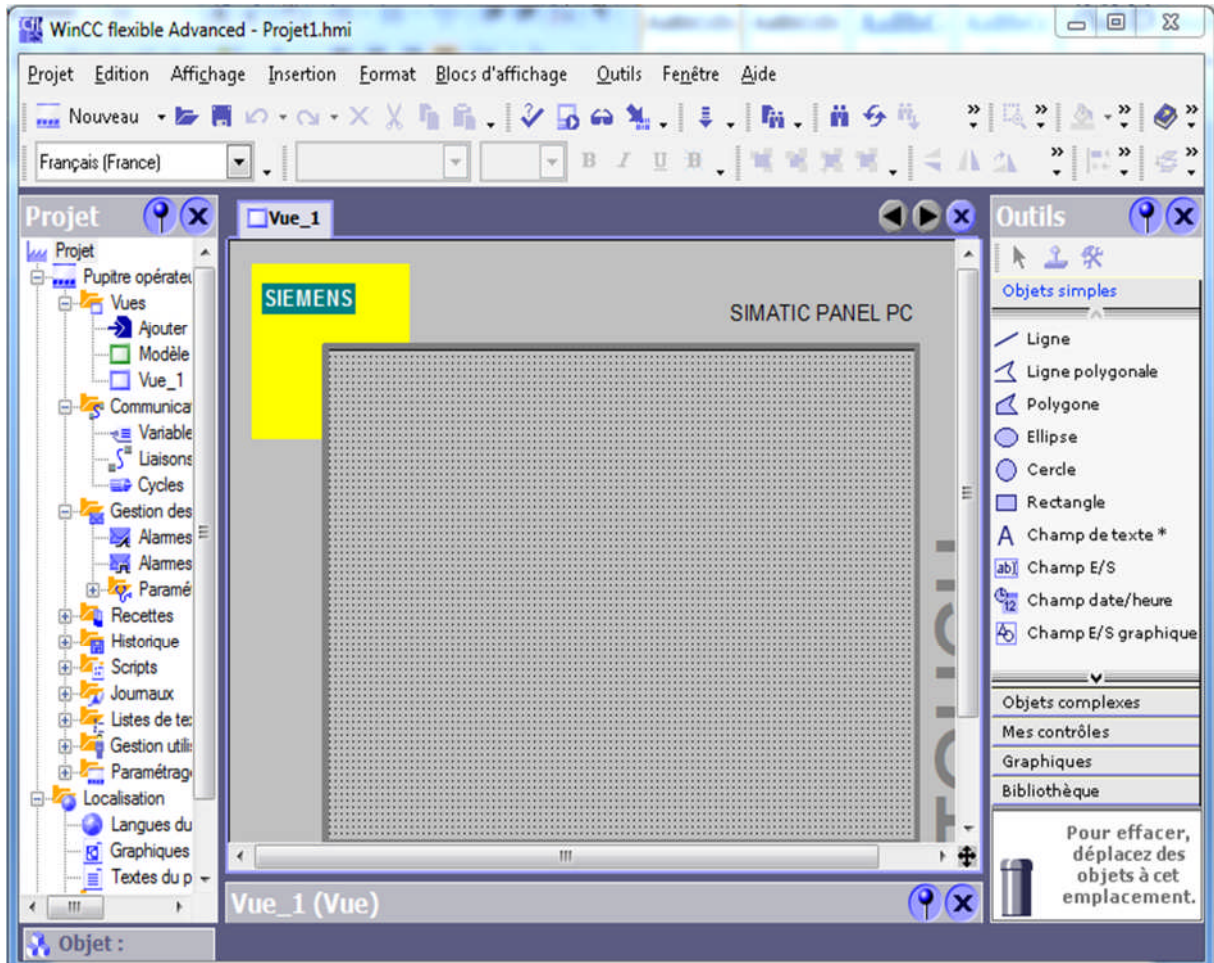 WinCC flexible Advanced - Projet1.hmi
Projet Edition Affichage Insertion Format Blocs d'affichage Outils Fenêtre Aide
Nouveau
Français (France)
B I U
Projet
Projet
Pupitre opérateu
Vues
Ajouter
Modèle
Vue_1
Communica
Variable
Liaisons
Cycles
Gestion des
Alarmes
Alarmes
Paramé
Recettes
Historique
Scripts
Journaux
Listes de te
Gestion utili
Paramétrag
Localisation
Langues du
Graphiques
Textes du p
Objet :
Vue_1
SIEMENS
SIMATIC PANEL PC
Vue_1 (Vue)
Outils
Objets simples
Ligne
Ligne polygonale
Polygone
Ellipse
Cercle
Rectangle
A Champ de texte *
ab Champ E/S
12 Champ date/heure
Champ E/S graphique
Objets complexes
Mes contrôles
Graphiques
Bibliothèque
Pour effacer,
déplacez des
objets à cet
emplacement.